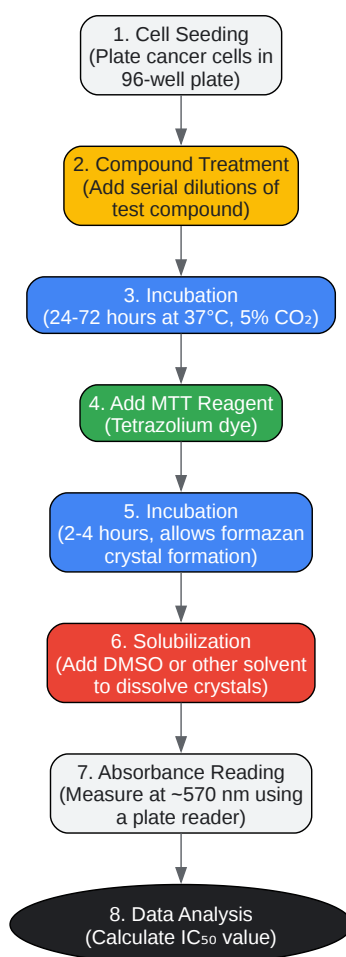 1. Cell Seeding
(Plate cancer cells in
96-well plate)
2. Compound Treatment
(Add serial dilutions of
test compound)
3. Incubation
(24-72 hours at 37°C, 5% CO₂)
4. Add MTT Reagent
(Tetrazolium dye)
5. Incubation
(2-4 hours, allows formazan
crystal formation)
6. Solubilization
(Add DMSO or other solvent
to dissolve crystals)
7. Absorbance Reading
(Measure at ~570 nm using
a plate reader)
8. Data Analysis
(Calculate IC₅₀ value)